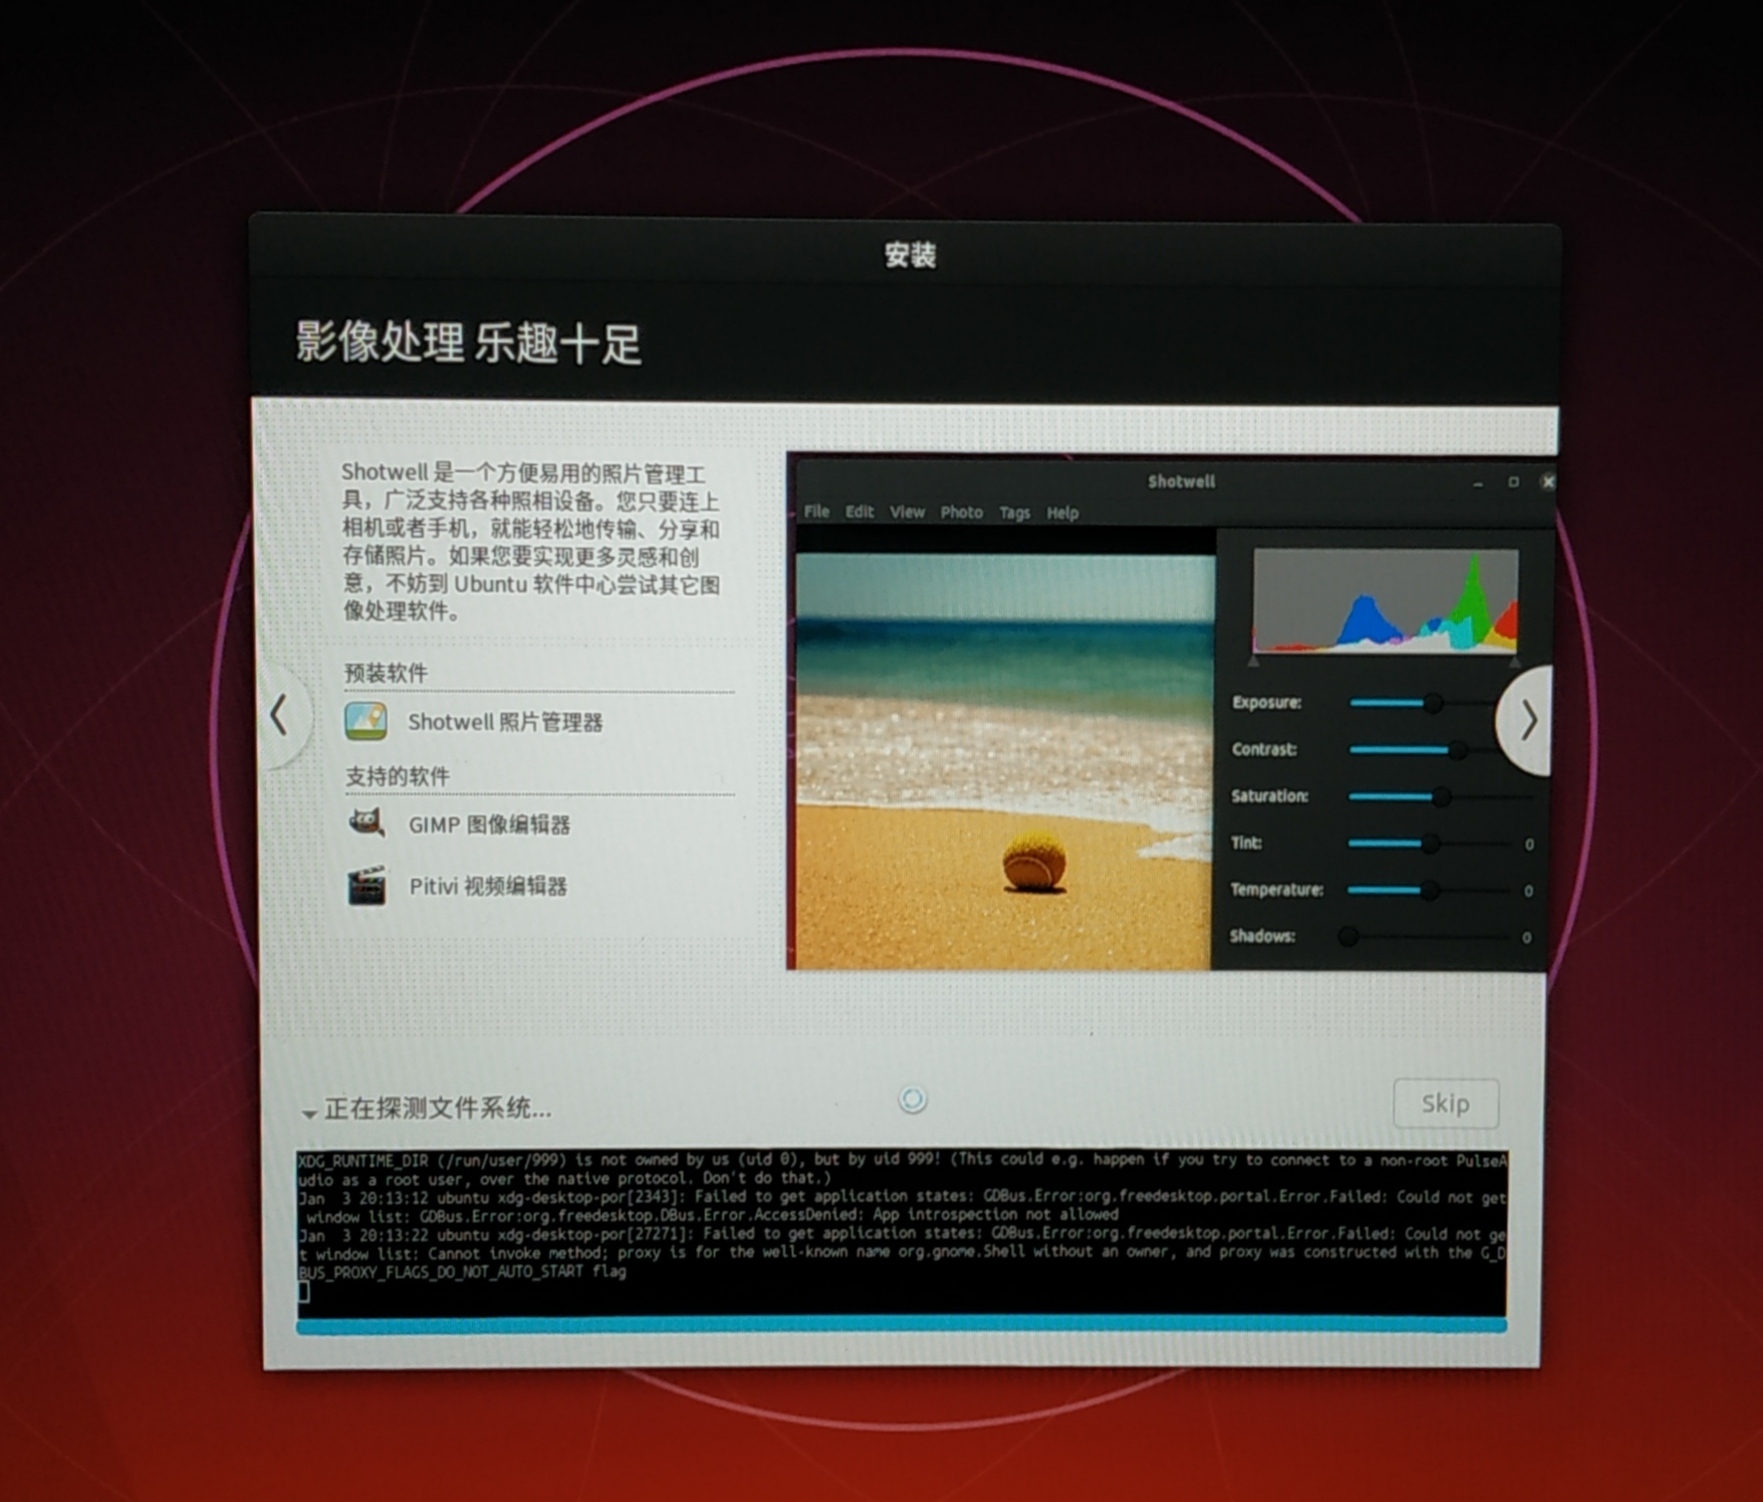 安装
影像处理 乐趣十足
Shotwell 是一个方便易用的照片管理工
具，广泛支持各种照相设备。您只要连上
相机或者手机，就能轻松地传输、分享和
存储照片。如果您要实现更多灵感和创
意，不妨到 Ubuntu 软件中心尝试其它图
像处理软件。
预装软件
Shotwell 照片管理器
支持的软件
GIMP 图像编辑器
Pitivi 视频编辑器
Shotwell
File Edit View Photo Tags Help
Exposure:
Contrast:
Saturation:
Tint: 0
Temperature: 0
Shadows: 0
正在探测文件系统...
Skip
XDG_RUNTIME_DIR (/run/user/999) is not owned by us (uid 0), but by uid 999! (This could e.g. happen if you try to connect to a non-root PulseA
udio as a root user, over the native protocol. Don't do that.)
Jan  3 20:13:12 ubuntu xdg-desktop-por[2343]: Failed to get application states: GDBus.Error:org.freedesktop.portal.Error.Failed: Could not get
 window list: GDBus.Error:org.freedesktop.DBus.Error.AccessDenied: App introspection not allowed
Jan  3 20:13:22 ubuntu xdg-desktop-por[27271]: Failed to get application states: GDBus.Error:org.freedesktop.portal.Error.Failed: Could not ge
t window list: Cannot invoke method; proxy is for the well-known name org.gnome.Shell without an owner, and proxy was constructed with the G_D
BUS_PROXY_FLAGS_DO_NOT_AUTO_START flag